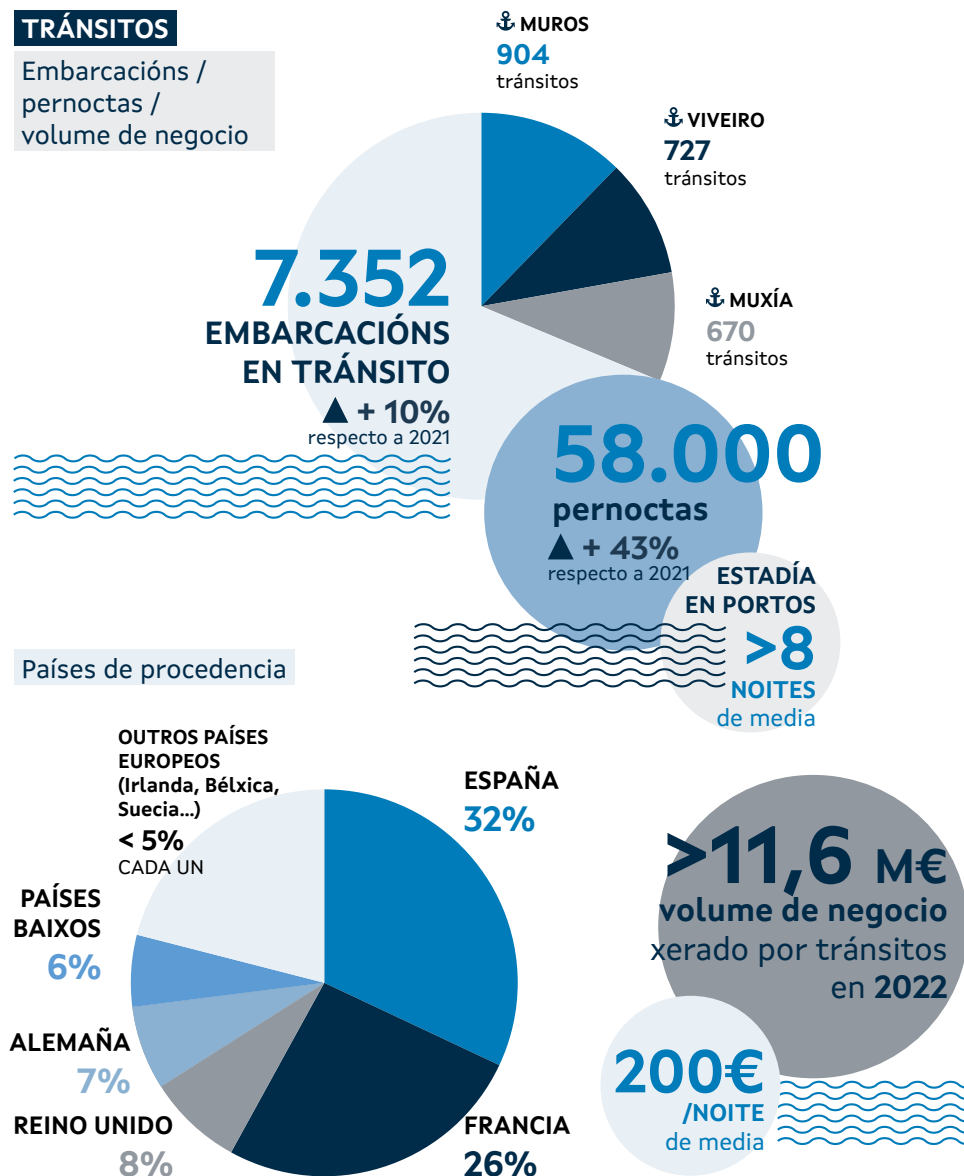 TRÁNSITOS
Embarcacións /
pernoctas /
volume de negocio
MUROS
904
tránsitos
VIVEIRO
727
tránsitos
MUXÍA
670
tránsitos
7.352
EMBARCACIÓNS
EN TRÁNSITO
▲ + 10%
respecto a 2021
58.000
pernoctas
▲ + 43%
respecto a 2021
ESTADÍA
EN PORTOS
>8
NOITES
de media
Países de procedencia
OUTROS PAÍSES
EUROPEOS
(Irlanda, Bélxica,
Suecia...)
< 5%
CADA UN
ESPAÑA
32%
PAÍSES
BAIXOS
6%
ALEMAÑA
7%
REINO UNIDO
8%
FRANCIA
26%
>11,6 M€
volume de negocio
xerado por tránsitos
en 2022
200€
/NOITE
de media